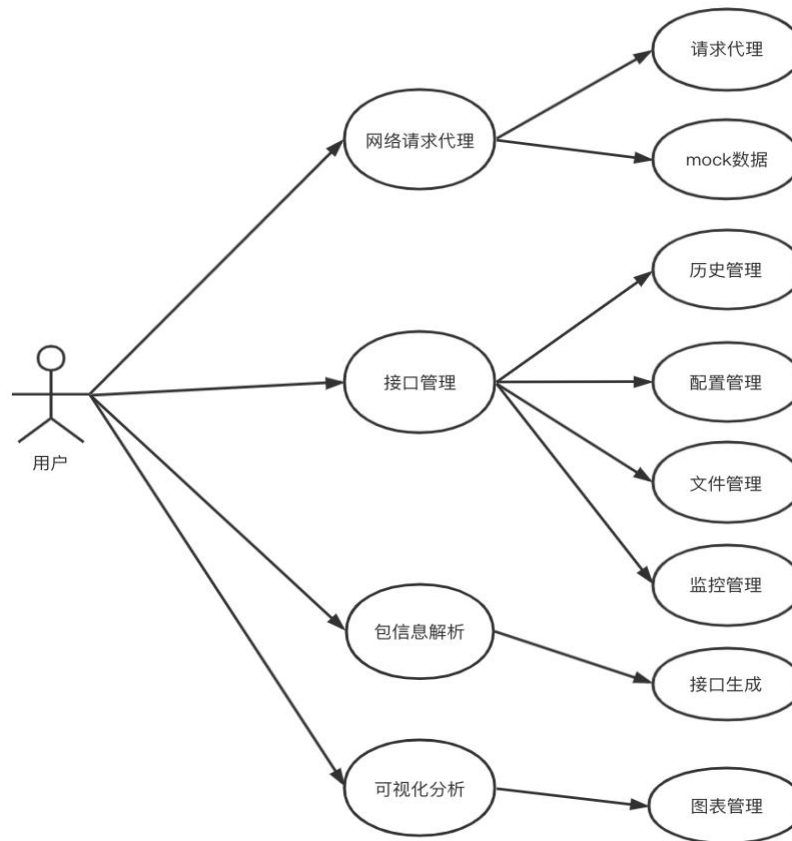 请求代理
网络请求代理
mock数据
历史管理
接口管理
配置管理
用户
文件管理
监控管理
包信息解析
接口生成
可视化分析
图表管理